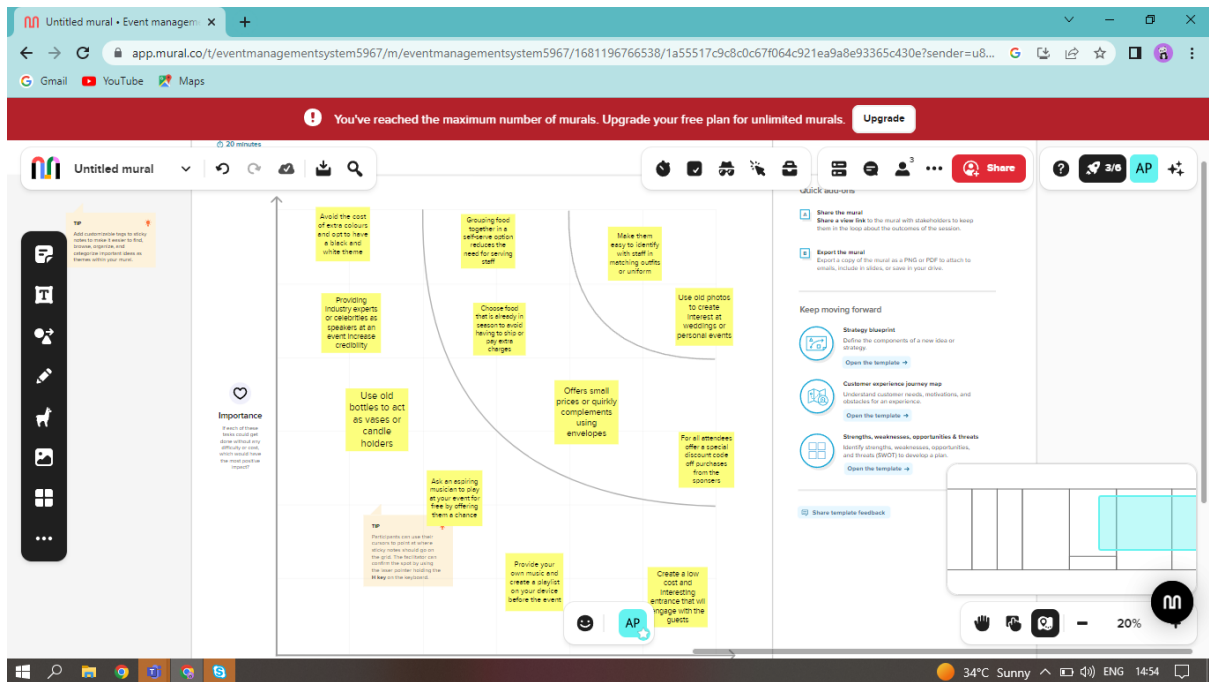 Untitled mural • Event managem
app.mural.co/t/eventmanagementsystem5967/m/eventmanagementsystem5967/1681196766538/1a55517c9c8c0c67f064c921ea9a8e93365c430e?sender=u8...
Gmail
YouTube
Maps
You've reached the maximum number of murals. Upgrade your free plan for unlimited murals.
Upgrade
20 minutes
Untitled mural
3
Share
3/6
AP
TIP
Add customizable tags to sticky
notes to make it easier to find,
browse, organize, and
categorize important ideas as
themes within your mural.
Avoid the cost
of extra colours
and opt to have
a black and
white theme
Grouping food
together in a
self-serve option
reduces the
need for serving
staff
Make them
easy to identify
with staff in
matching outfits
or uniform
Providing
industry experts
or celebrities as
speakers at an
event increase
credibility
Choose food
that is already in
season to avoid
having to ship or
pay extra
charges
Use old photos
to create
interest at
weddings or
personal events
Importance
If each of these
tasks could get
done without any
difficulty or cost,
which would have
the most positive
impact?
Use old
bottles to act
as vases or
candle
holders
Offers small
prices or quirkly
complements
using
envelopes
For all attendees
offer a special
discount code
off purchases
from the
sponsers
Ask an aspiring
musician to play
at your event for
free by offering
them a chance
TIP
Participants can use their
cursors to point at where
sticky notes should go on
the grid. The facilitator can
confirm the spot by using
the laser pointer holding the
H key on the keyboard.
Provide your
own music and
create a playlist
on your device
before the event
Create a low
cost and
interesting
entrance that will
engage with the
guests
AP
Quick add-ons
A
Share the mural
Share a view link to the mural with stakeholders to keep
them in the loop about the outcomes of the session.
B
Export the mural
Export a copy of the mural as a PNG or PDF to attach to
emails, include in slides, or save in your drive.
Keep moving forward
Strategy blueprint
Define the components of a new idea or
strategy.
Open the template →
Customer experience journey map
Understand customer needs, motivations, and
obstacles for an experience.
Open the template →
Strengths, weaknesses, opportunities & threats
Identify strengths, weaknesses, opportunities,
and threats (SWOT) to develop a plan.
Open the template →
Share template feedback
20%
34°C Sunny
ENG
14:54